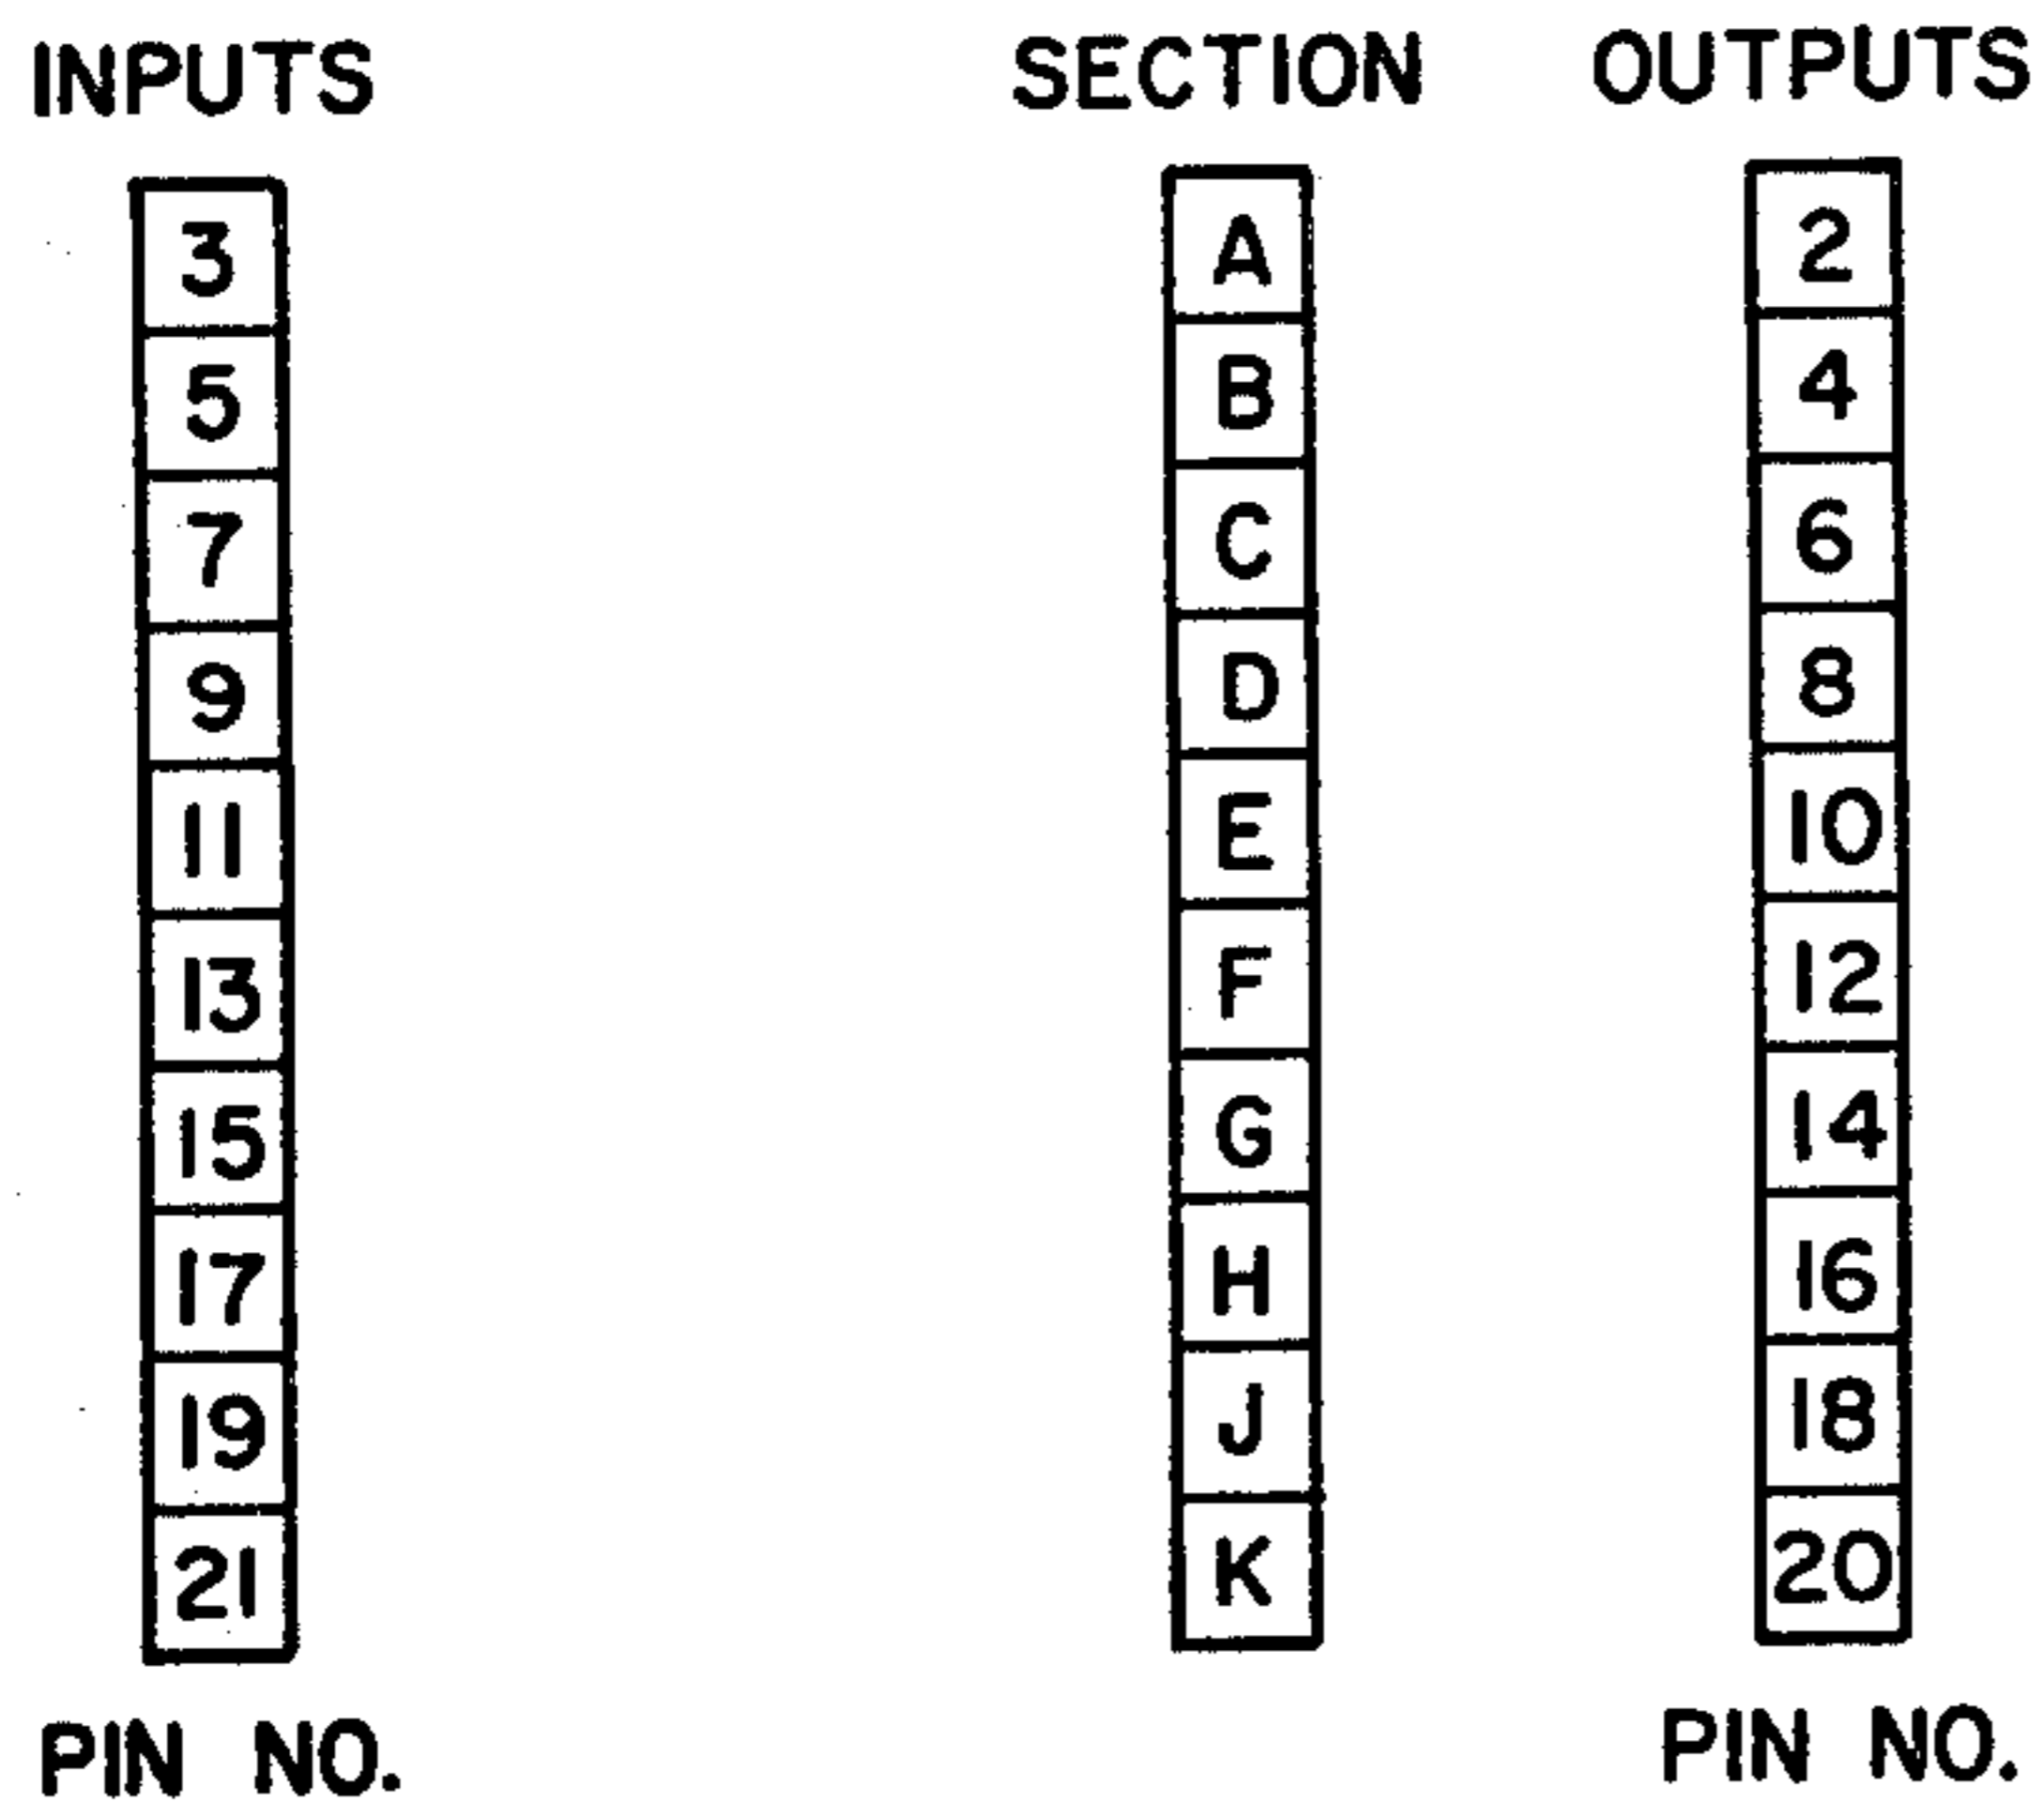 INPUTS SECTION OUTPUTS
3 A 2
5 B 4
7 C 6
9 D 8
11 E 10
13 F 12
15 G 14
17 H 16
19 J 18
21 K 20
PIN NO. PIN NO.